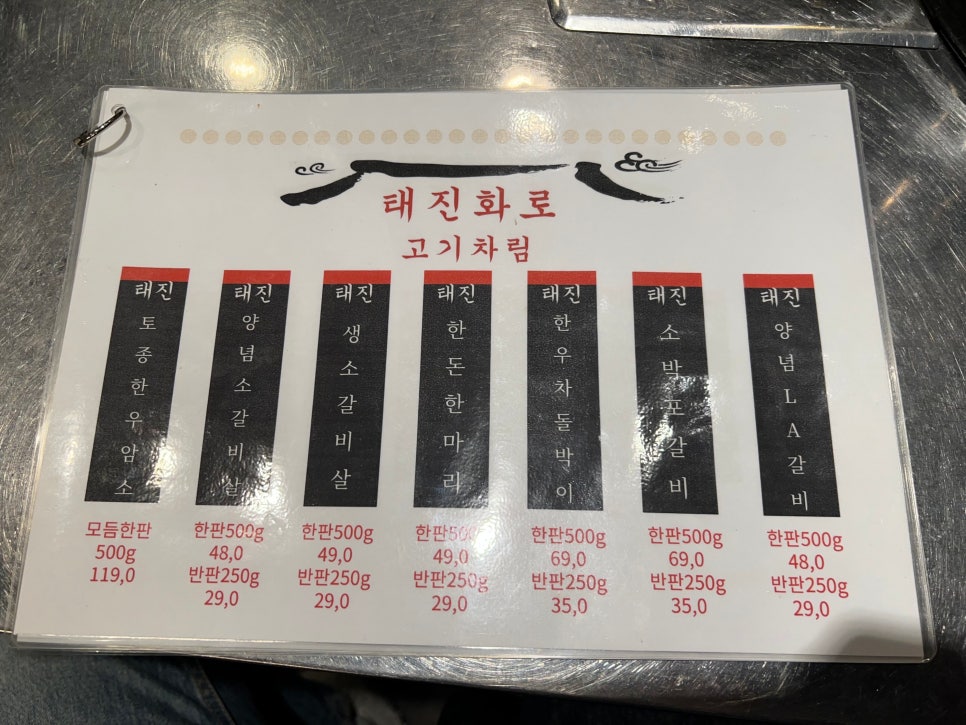 태진화로
고기차림
태진 토종한우암소
모듬한판
500g
119,0
태진 양념소갈비살
한판500g
48,0
반판250g
29,0
태진 생소갈비살
한판500g
49,0
반판250g
29,0
태진 한돈한마리
한판500g
49,0
반판250g
29,0
태진 한우차돌박이
한판500g
69,0
반판250g
35,0
태진 소박포갈비
한판500g
69,0
반판250g
35,0
태진 양념LA갈비
한판500g
48,0
반판250g
29,0